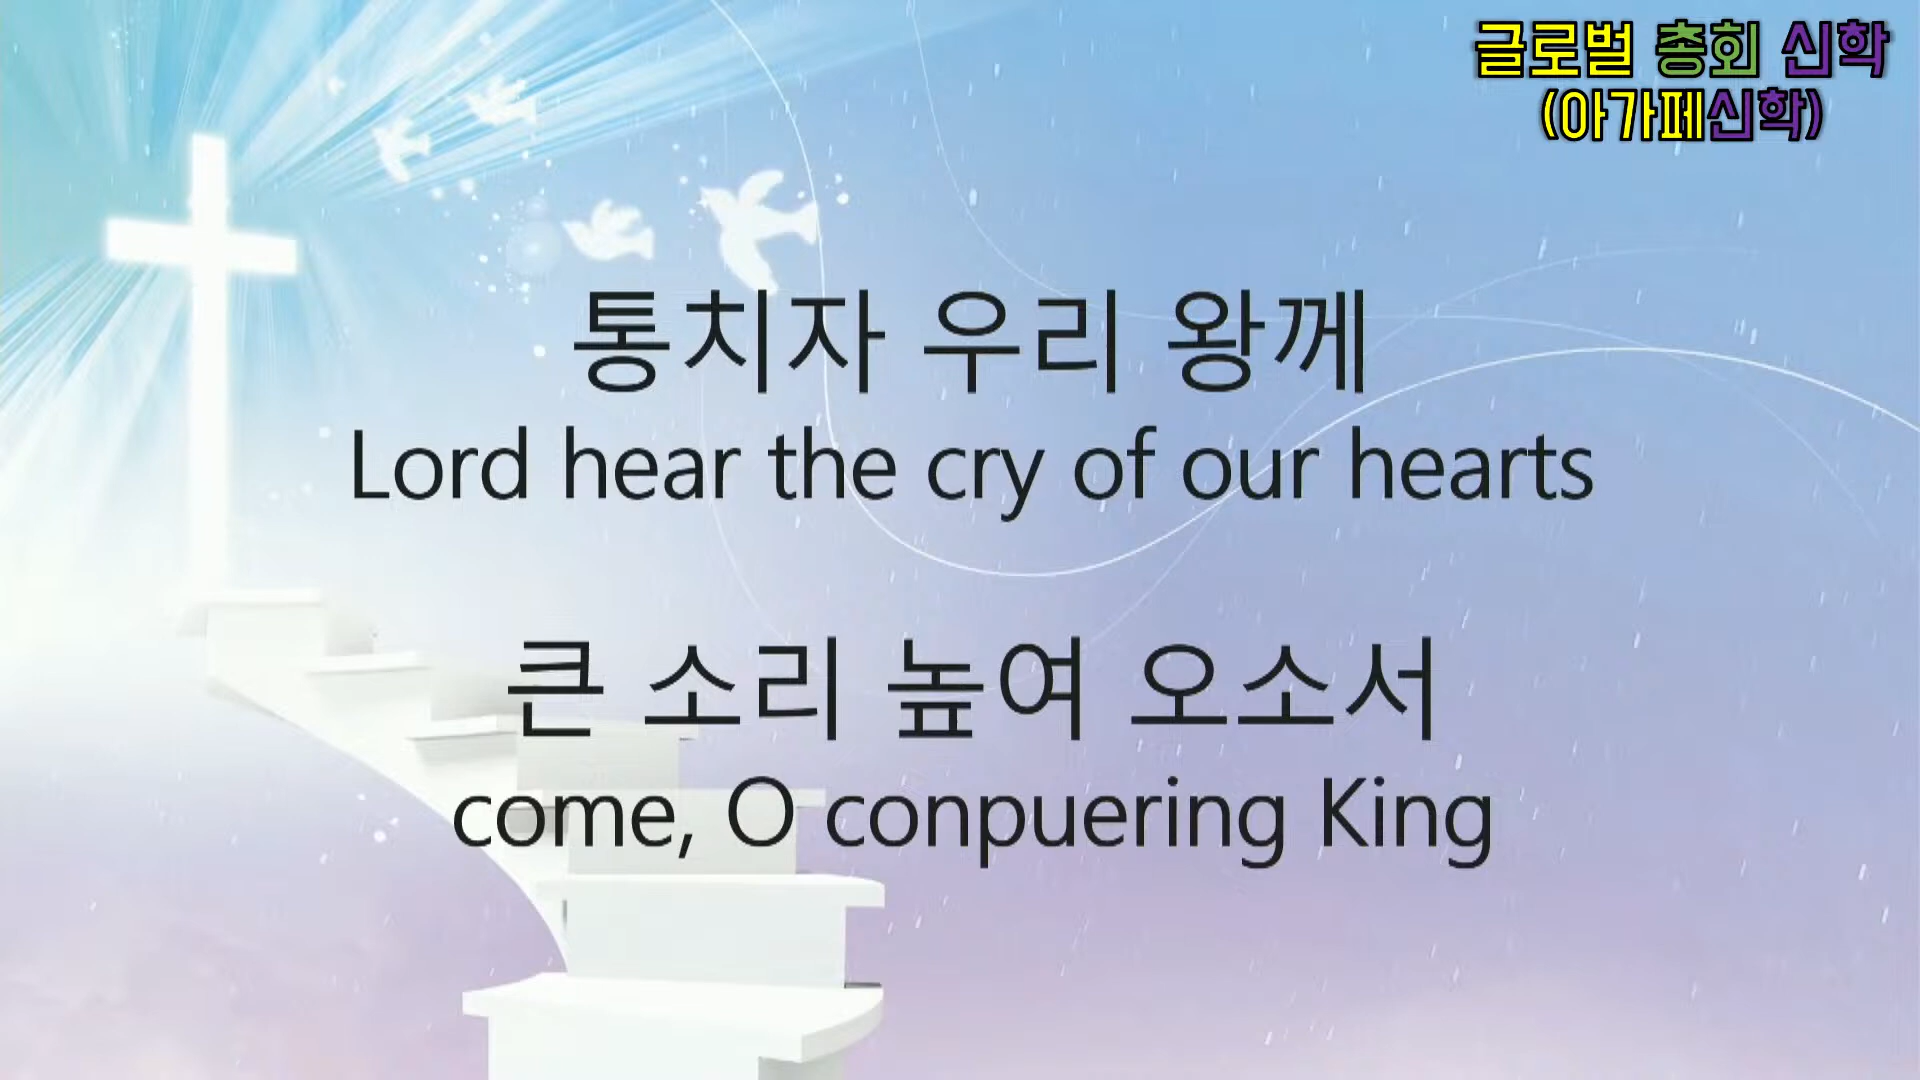 글로벌 총회 신학
(아가페신학)
통치자 우리 왕께
Lord hear the cry of our hearts
큰 소리 높여 오소서
come, O conpuering King